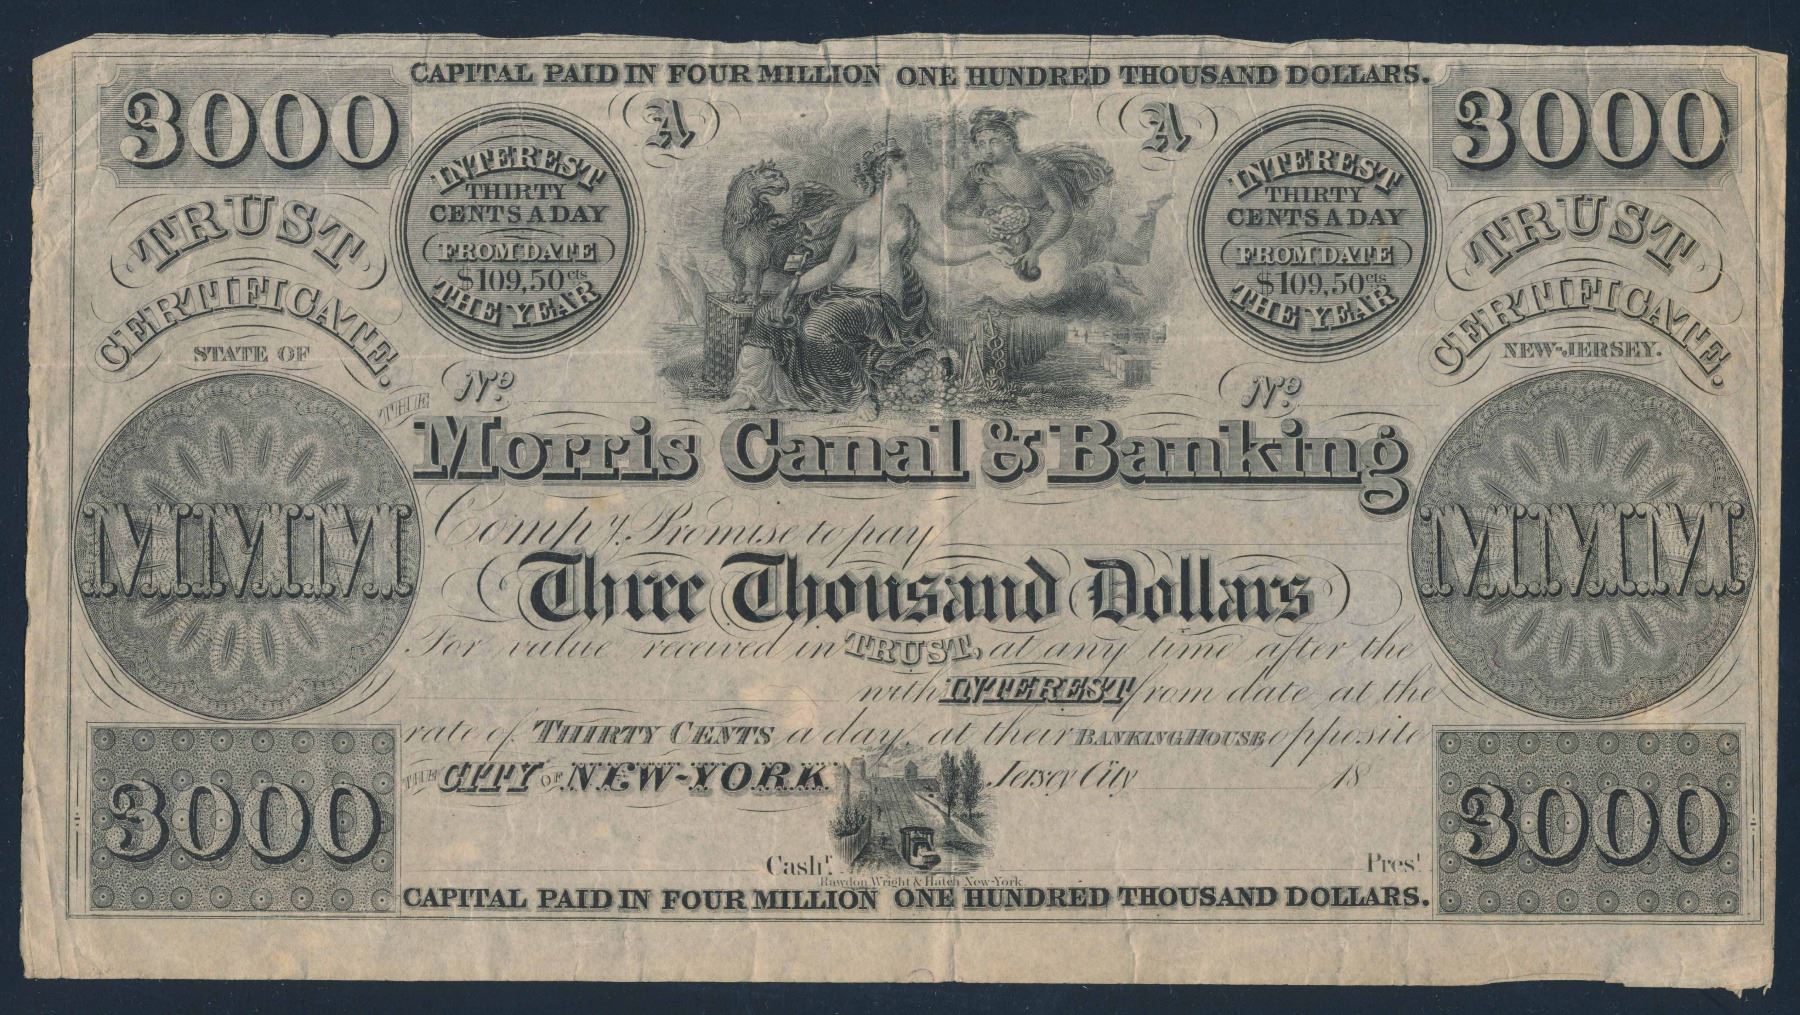 CAPITAL PAID IN FOUR MILLION ONE HUNDRED THOUSAND DOLLARS.
3000
A
A
3000
INTEREST
THIRTY
CENTS A DAY
FROM DATE
$109,50 cts
THE YEAR
INTEREST
THIRTY
CENTS A DAY
FROM DATE
$109,50 cts
THE YEAR
TRUST
CERTIFICATE.
STATE OF
TRUST
CERTIFICATE.
NEW-JERSEY.
No
No
THE
Morris Canal & Banking
Compy. Promise to pay
MMM
MMM
Three Thousand Dollars
For value received in TRUST, at any time after the
with INTEREST from date at the
rate of THIRTY CENTS a day at their BANKING HOUSE opposite
THE CITY OF NEW-YORK Jersey City 18
3000
3000
Cashr.
Prest
Rawdon Wright & Hatch New-York.
CAPITAL PAID IN FOUR MILLION ONE HUNDRED THOUSAND DOLLARS.